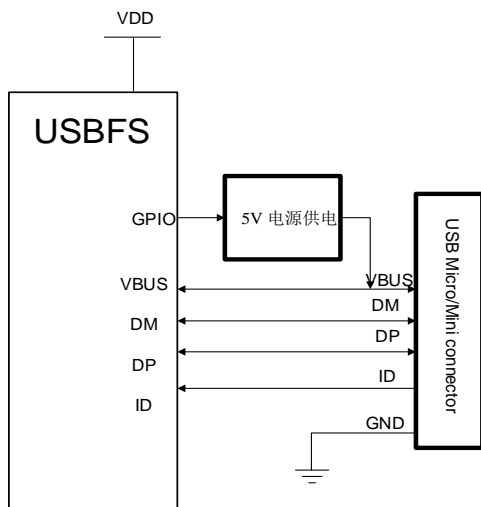 VDD
USBFS
GPIO
5V 电源供电
VBUS
VBUS
DM
DM
DP
DP
ID
ID
GND
USB Micro/Mini connector